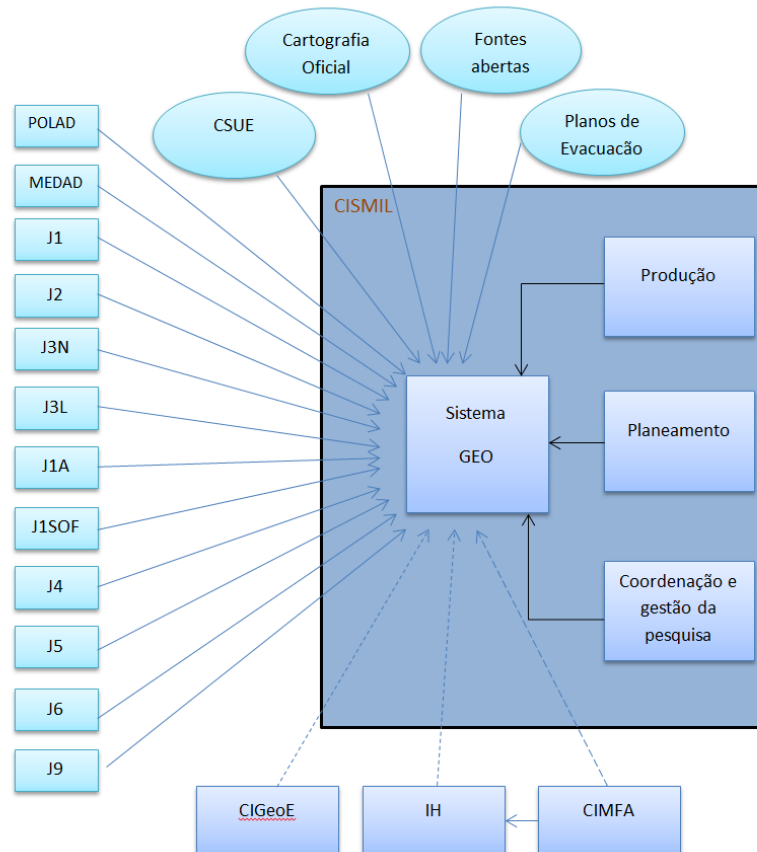 Cartografia
Oficial
Fontes
abertas
CSUE
Planos de
Evacuacão
POLAD
MEDAD
J1
J2
J3N
J3L
J1A
J1SOF
J4
J5
J6
J9
CISMIL
Sistema
GEO
Produção
Planeamento
Coordenação e
gestão da
pesquisa
CIGeoE
IH
CIMFA